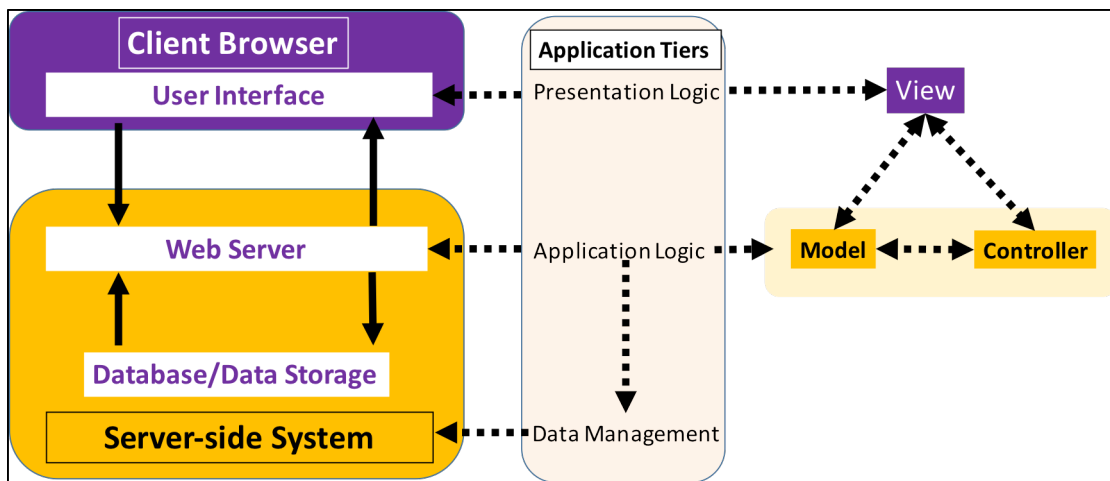 Client Browser
User Interface
Web Server
Database/Data Storage
Server-side System
Application Tiers
Presentation Logic
Application Logic
Data Management
View
Model
Controller